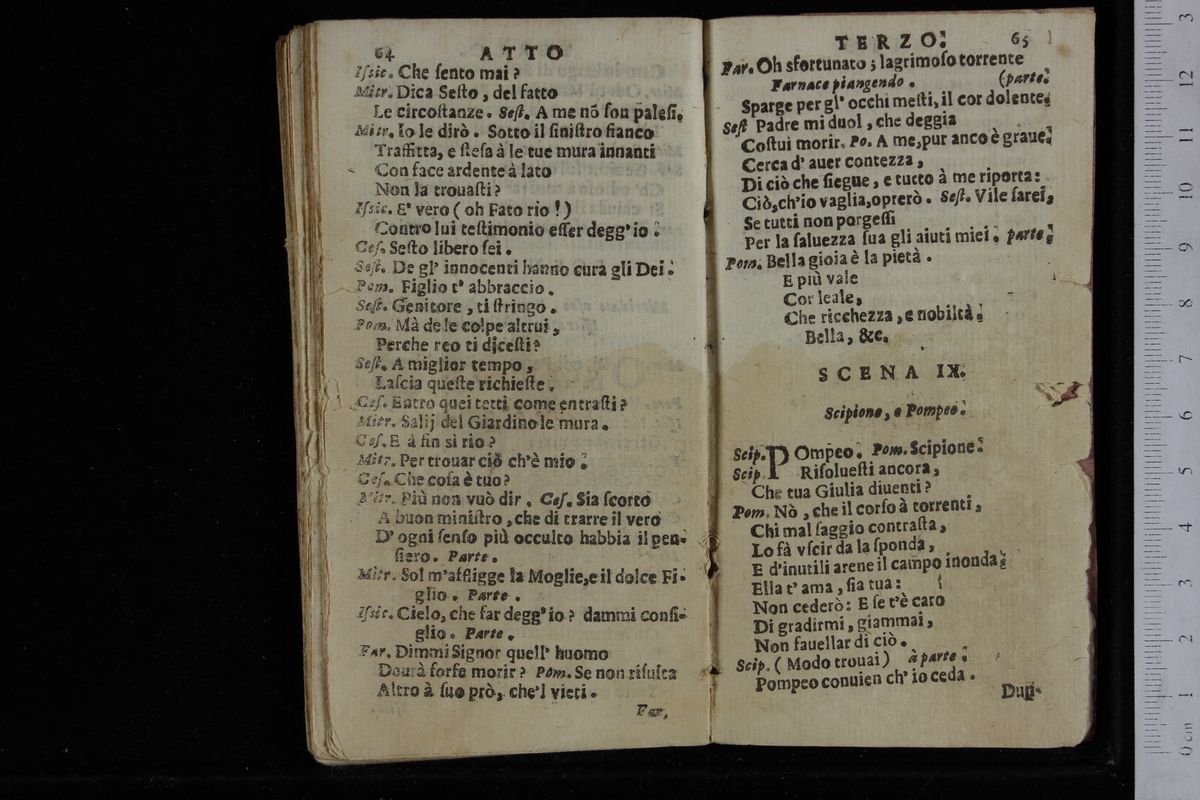 64 ATTO
Iſsic. Che ſento mai?
Mitr. Dica Seſto, del fatto
Le circoſtanze. Seſt. A me nõ ſon paleſi.
Mitr. Io le dirò. Sotto il ſiniſtro fianco
Traffitta, e ſteſa à le tue mura innanti
Con face ardente à lato
Non la trouaſti?
Iſsic. E' vero (oh Fato rio!)
Contro lui teſtimonio eſſer degg'io.
Ceſ. Seſto libero ſei.
Seſt. De gl' innocenti hanno cura gli Dei.
Pom. Figlio t' abbraccio.
Seſt. Genitore, ti ſtringo.
Pom. Mà de le colpe altrui,
Perche reo ti diceſti?
Seſt. A miglior tempo,
Laſcia queſte richieſte.
Ceſ. Entro quei tetti come entraſti?
Mitr. Salij del Giardino le mura.
Ceſ. E à fin sì rio?
Mitr. Per trouar ciò ch'è mio.
Ceſ. Che coſa è tuo?
Mitr. Più non vuò dir. Ceſ. Sia ſcorto
A buon miniſtro, che di trarre il vero
D' ogni ſenſo più occulto habbia il pen-
ſiero. Parte.
Mitr. Sol m'affligge la Moglie, e il dolce Fi-
glio. Parte.
Iſsic. Cielo, che far degg'io? dammi conſi-
glio. Parte.
Far. Dimmi Signor quell' huomo
Dourà forſe morir? Pom. Se non riſulta
Altro à ſuo prò, che'l vieti.
Far.
TERZO. 65
Far. Oh sfortunato; lagrimoſo torrente
Farnace piangendo. (parte.
Sparge per gl' occhi meſti, il cor dolente.
Seſt Padre mi duol, che deggia
Coſtui morir. Po. A me, pur anco è graue.
Cerca d' auer contezza,
Di ciò che ſiegue, e tutto à me riporta:
Ciò, ch'io vaglia, oprerò. Seſt. Vile ſarei,
Se tutti non porgeſſi
Per la ſaluezza ſua gli aiuti miei. parte.
Pom. Bella gioia è la pietà.
E più vale
Cor leale,
Che ricchezza, e nobiltà.
Bella, &c.
SCENA IX.
Scipione, e Pompeo.
Scip. POmpeo. Pom. Scipione.
Scip. Riſolueſti ancora,
Che tua Giulia diuenti?
Pom. Nò, che il corſo à torrenti,
Chi mal ſaggio contraſta,
Lo fà vſcir da la ſponda,
E d'inutili arene il campo inonda.
Ella t' ama, ſia tua:
Non cederò: E ſe t'è caro
Di gradirmi, giammai,
Non fauellar di ciò.
Scip. (Modo trouai) à parte.
Pompeo conuien ch' io ceda.